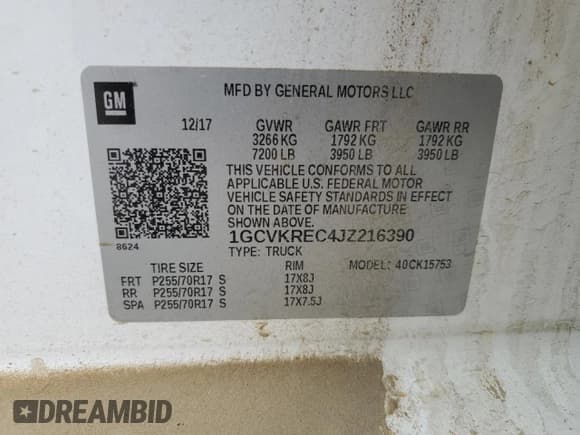 GM
MFD BY GENERAL MOTORS LLC
12/17 GVWR GAWR FRT GAWR RR
3266 KG 1792 KG 1792 KG
7200 LB 3950 LB 3950 LB
THIS VEHICLE CONFORMS TO ALL
APPLICABLE U.S. FEDERAL MOTOR
VEHICLE SAFETY STANDARDS IN EFFECT
ON THE DATE OF MANUFACTURE
SHOWN ABOVE.
8624
1GCVKREC4JZ216390
TYPE: TRUCK MODEL: 40CK15753
TIRE SIZE RIM
FRT P255/70R17 S 17X8J
RR P255/70R17 S 17X8J
SPA P255/70R17 S 17X7.5J
DREAMBID